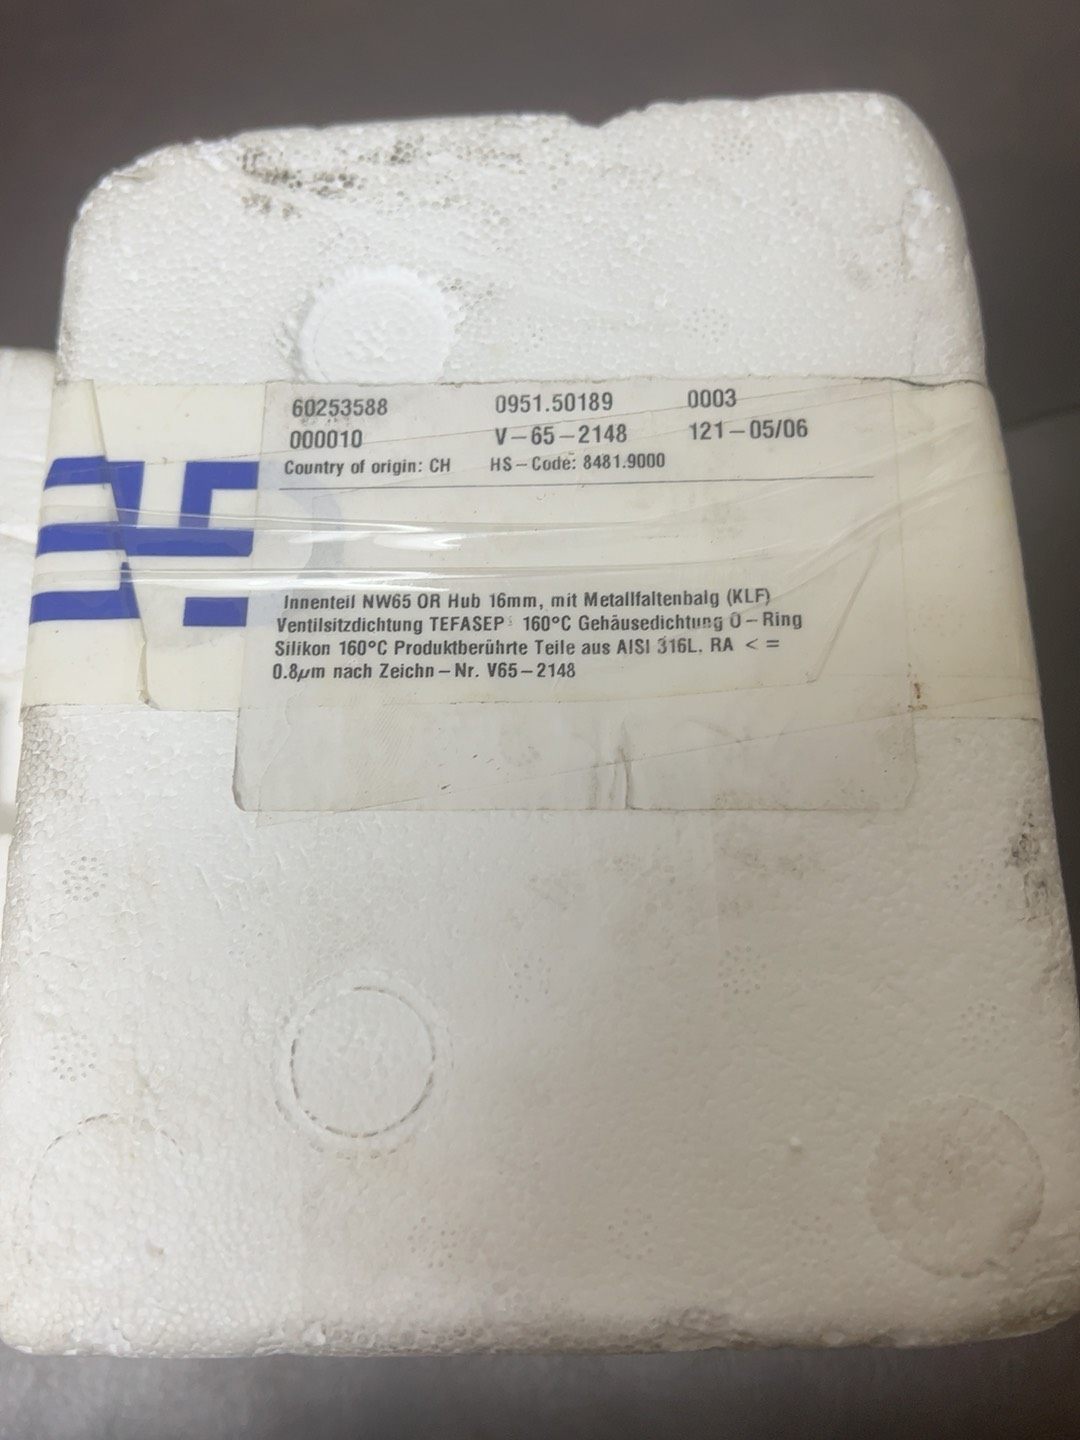 60253588 0951.50189 0003
000010 V-65-2148 121-05/06
Country of origin: CH HS-Code: 8481.9000
Innenteil NW65 OR Hub 16mm, mit Metallfaltenbalg (KLF)
Ventilsitzdichtung TEFASEP 160°C Gehäusedichtung O-Ring
Silikon 160°C Produktberührte Teile aus AISI 316L, RA <=
0.8µm nach Zeichn-Nr. V65-2148